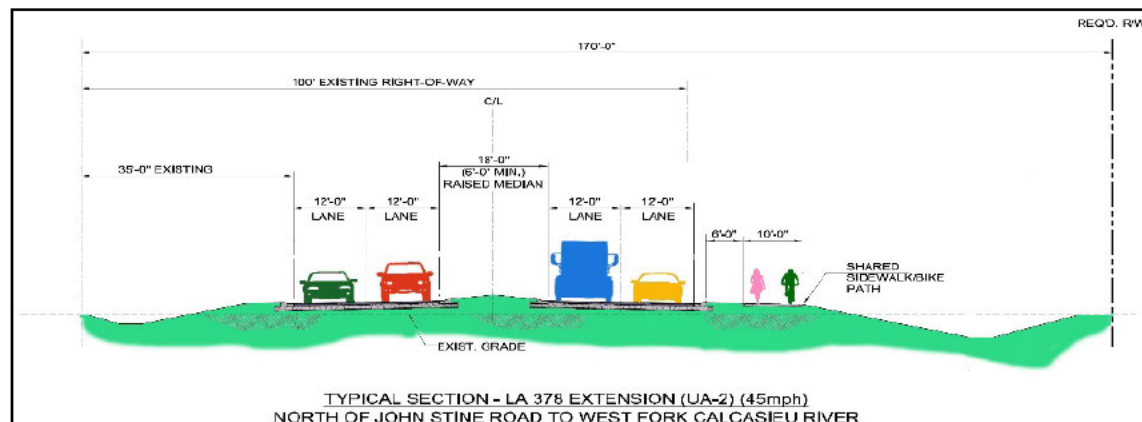 REQ'D. R/W
170'-0"
100' EXISTING RIGHT-OF-WAY
C/L
18'-0"
(6'-0" MIN.)
RAISED MEDIAN
35'-0" EXISTING
12'-0"
LANE
12'-0"
LANE
12'-0"
LANE
12'-0"
LANE
6'-0"
10'-0"
SHARED
SIDEWALK/BIKE
PATH
EXIST. GRADE
TYPICAL SECTION - LA 378 EXTENSION (UA-2) (45mph)
NORTH OF JOHN STINE ROAD TO WEST FORK CALCASIEU RIVER